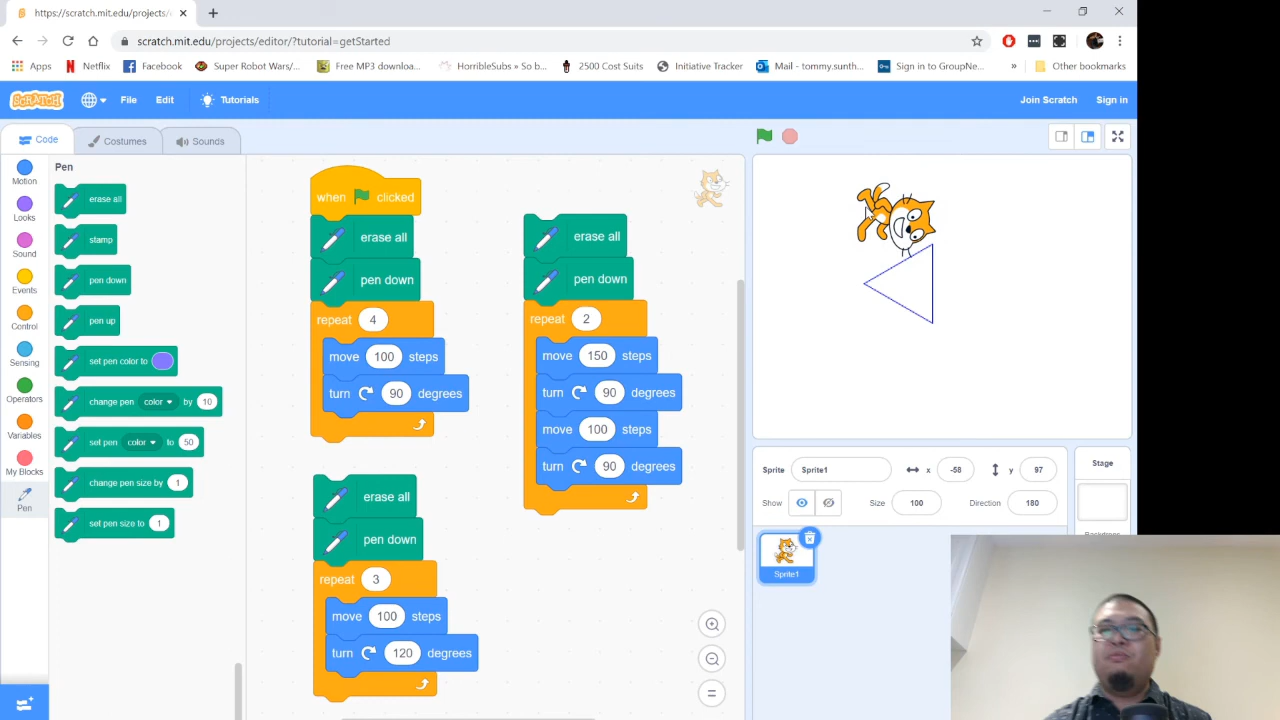 https://scratch.mit.edu/projects/
scratch.mit.edu/projects/editor/?tutorial=getStarted
Apps Netflix Facebook Super Robot Wars/... Free MP3 downloa... HorribleSubs » So b... 2500 Cost Suits Initiative Tracker Mail - tommy.sunth... Sign in to GroupNe... » Other bookmarks
SCRATCH File Edit Tutorials Join Scratch Sign in
Code Costumes Sounds
Motion
Looks
Sound
Events
Control
Sensing
Operators
Variables
My Blocks
Pen
Pen
erase all
stamp
pen down
pen up
set pen color to
change pen color by 10
set pen color to 50
change pen size by 1
set pen size to 1
when clicked
erase all
pen down
repeat 4
move 100 steps
turn 90 degrees
erase all
pen down
repeat 2
move 150 steps
turn 90 degrees
move 100 steps
turn 90 degrees
erase all
pen down
repeat 3
move 100 steps
turn 120 degrees
Sprite Sprite1 x -58 y 97
Show Size 100 Direction 180
Sprite1
Stage